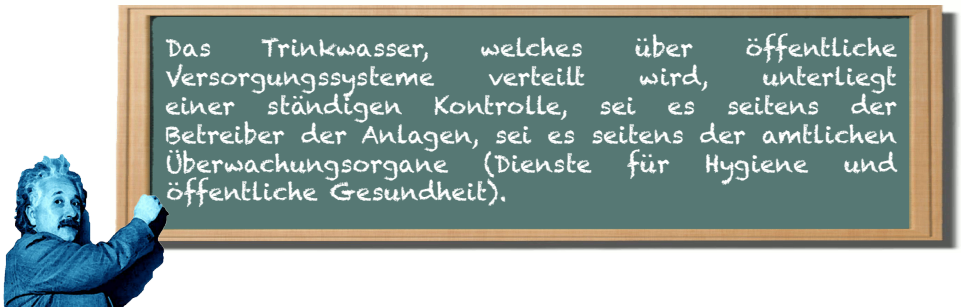 Das Trinkwasser, welches über öffentliche
Versorgungssysteme verteilt wird, unterliegt
einer ständigen Kontrolle, sei es seitens der
Betreiber der Anlagen, sei es seitens der amtlichen
Überwachungsorgane (Dienste für Hygiene und
öffentliche Gesundheit).